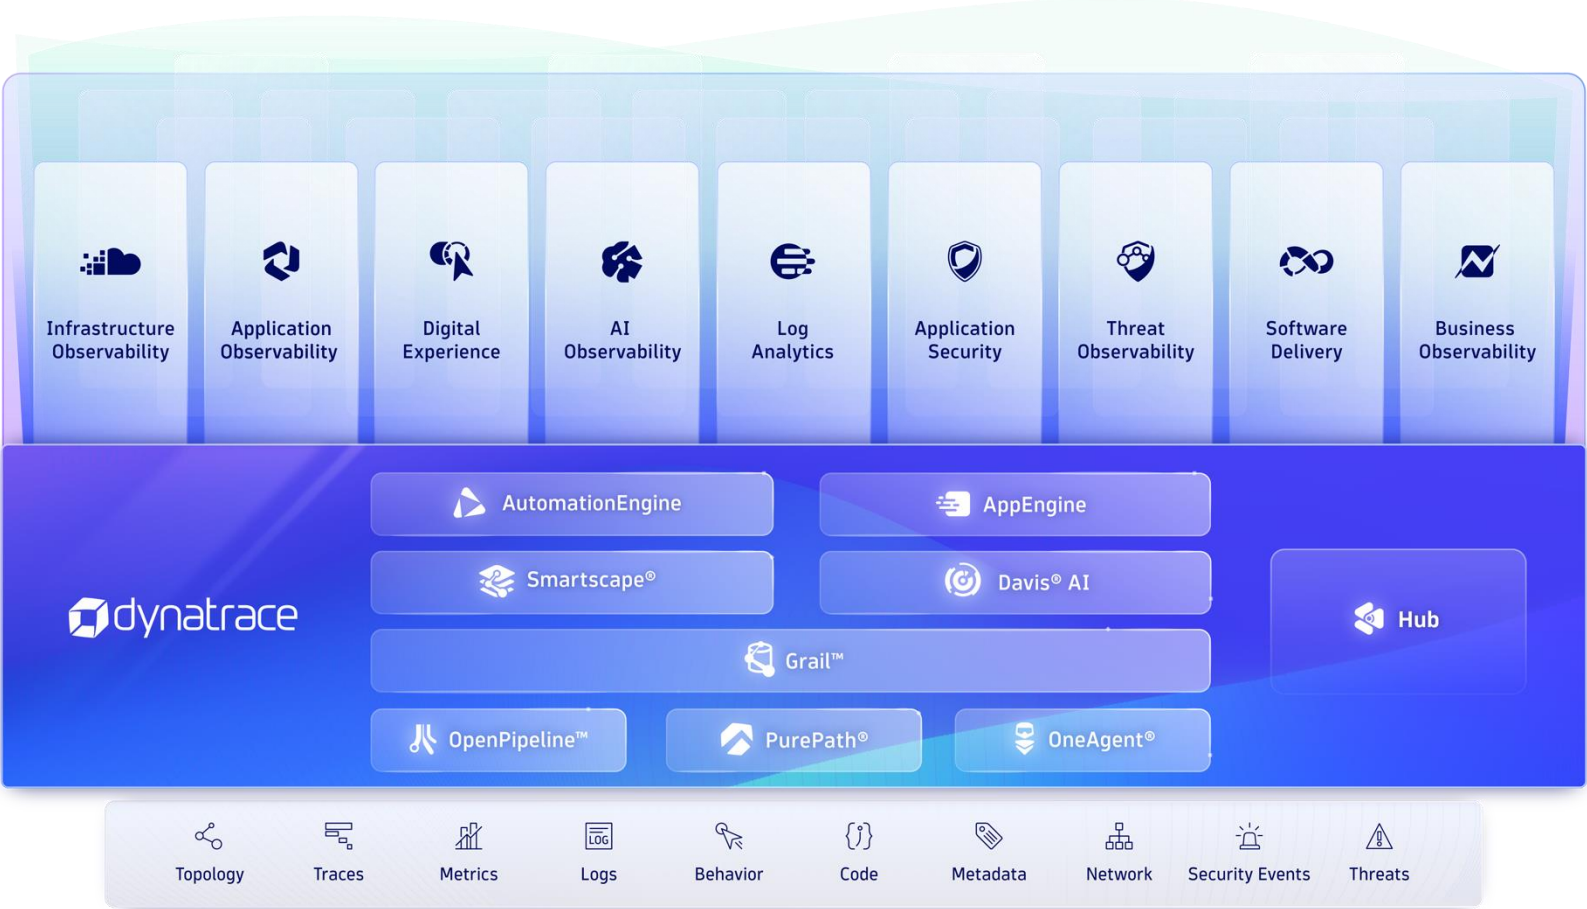 Infrastructure
Observability
Application
Observability
Digital
Experience
AI
Observability
Log
Analytics
Application
Security
Threat
Observability
Software
Delivery
Business
Observability
AutomationEngine
AppEngine
Smartscape®
Davis® AI
dynatrace
Hub
Grail™
OpenPipeline™
PurePath®
OneAgent®
LOG
Topology
Traces
Metrics
Logs
Behavior
Code
Metadata
Network
Security Events
Threats